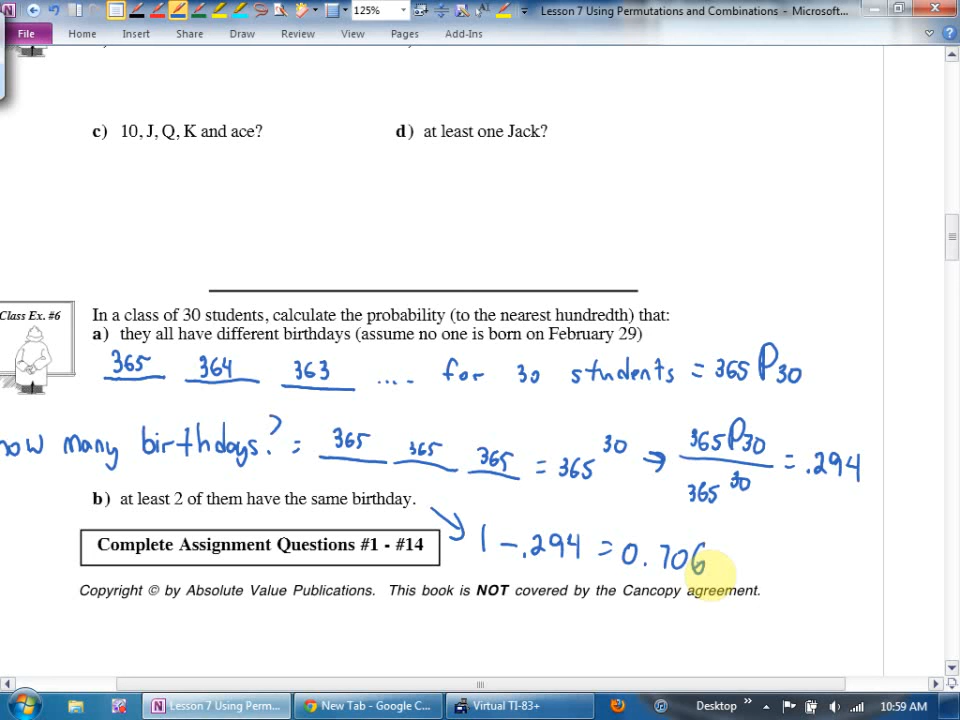 125% Lesson 7 Using Permutations and Combinations - Microsoft...
File Home Insert Share Draw Review View Pages Add-Ins
c) 10, J, Q, K and ace? d) at least one Jack?
Class Ex. #6
In a class of 30 students, calculate the probability (to the nearest hundredth) that:
a) they all have different birthdays (assume no one is born on February 29)
365 364 363 .... for 30 students = 365P30
how many birthdays? = 365 365 365 = 365^30 → 365P30 / 365^30 = .294
b) at least 2 of them have the same birthday.
1 - .294 = 0.706
Complete Assignment Questions #1 - #14
Copyright © by Absolute Value Publications. This book is NOT covered by the Cancopy agreement.
Lesson 7 Using Perm... New Tab - Google C... Virtual TI-83+ Desktop » 10:59 AM